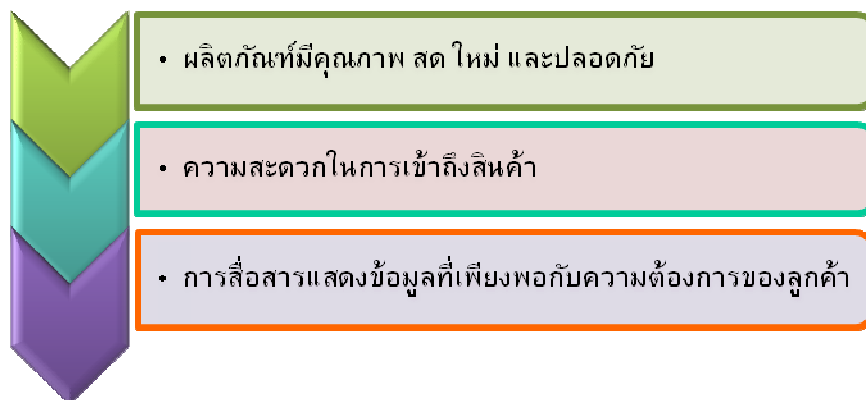 • ผลิตภัณฑ์มีคุณภาพ สด ใหม่ และปลอดภัย
• ความสะดวกในการเข้าถึงสินค้า
• การสื่อสารแสดงข้อมูลที่เพียงพอกับความต้องการของลูกค้า